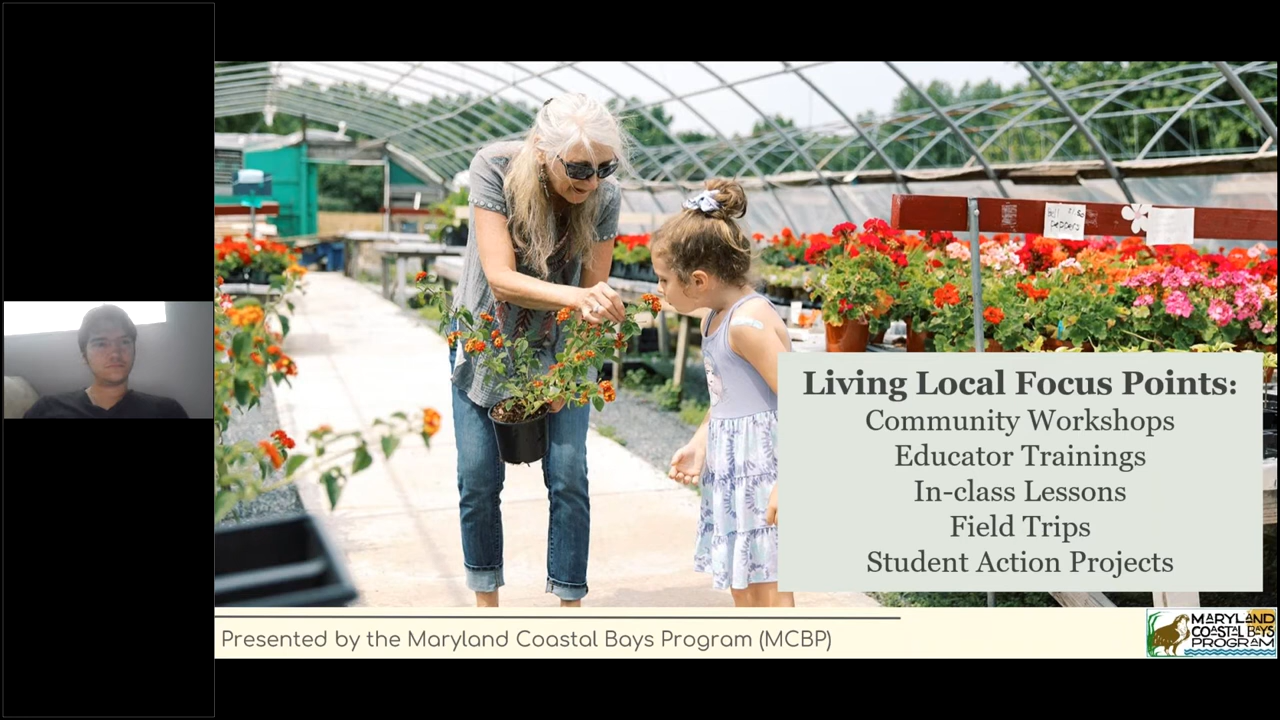 Living Local Focus Points:
Community Workshops
Educator Trainings
In-class Lessons
Field Trips
Student Action Projects
Presented by the Maryland Coastal Bays Program (MCBP)
MARYLAND
COASTAL BAYS
PROGRAM